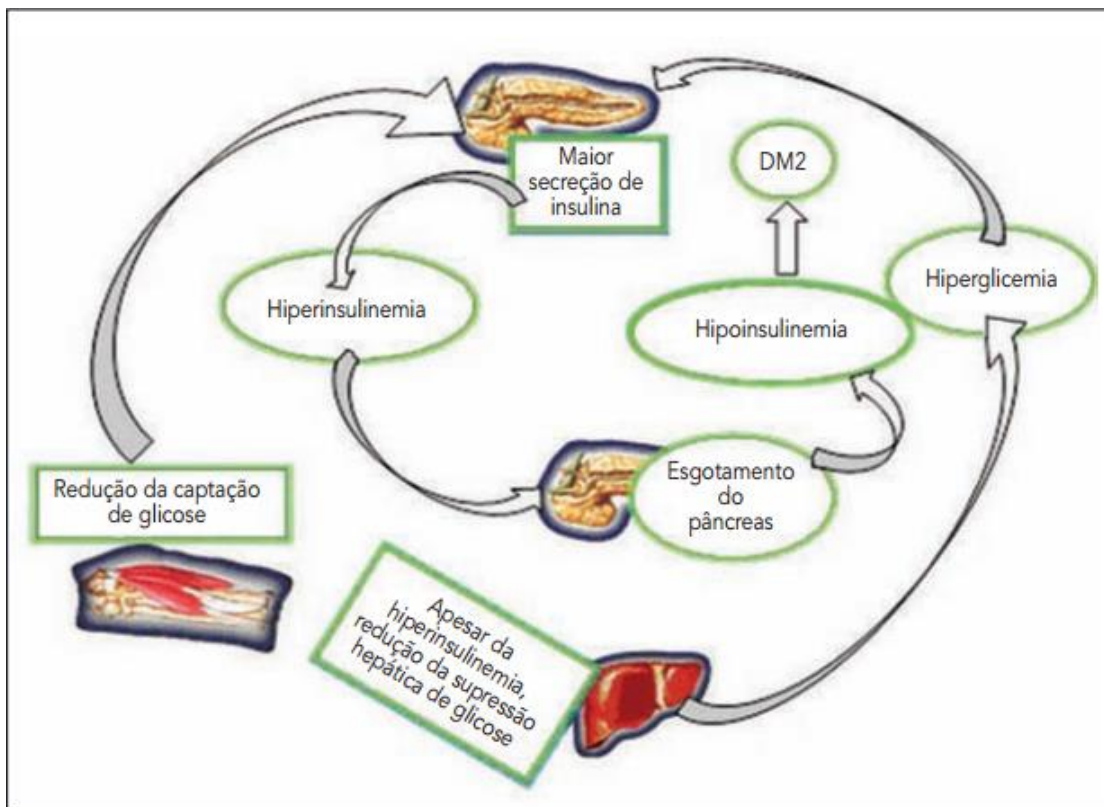 Maior
secreção de
insulina
DM2
Hiperinsulinemia
Hipoinsulinemia
Hiperglicemia
Redução da captação
de glicose
Esgotamento
do
pâncreas
Apesar da
hiperinsulinemia,
redução da supressão
hepática de glicose